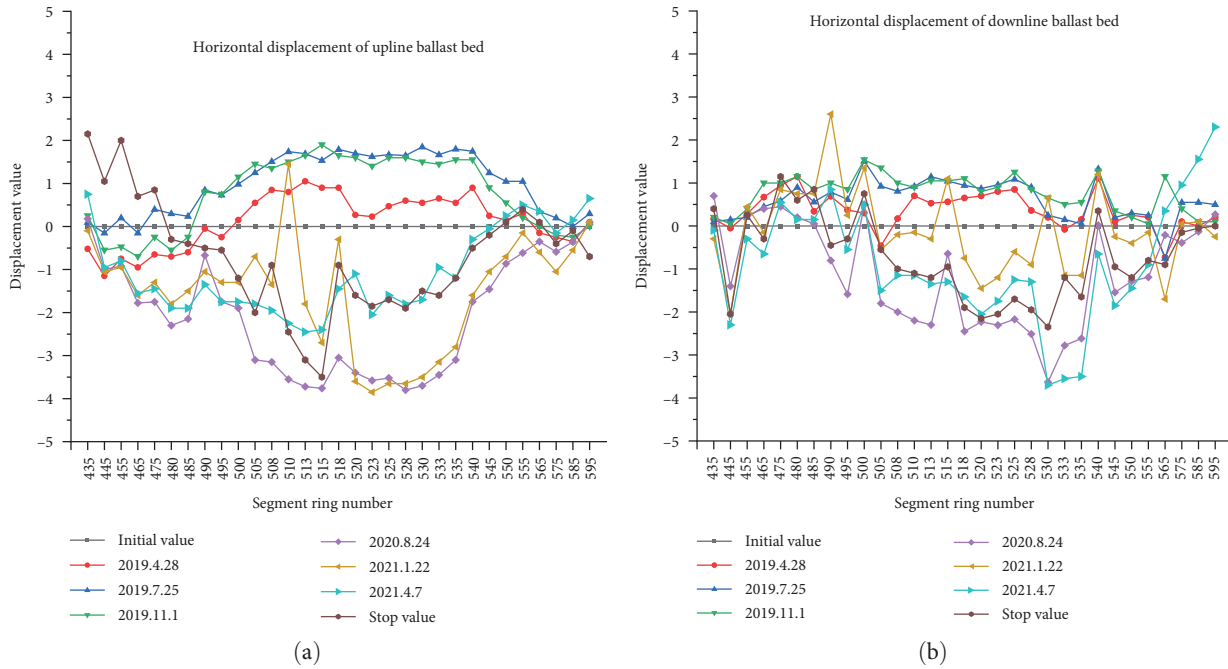 Horizontal displacement of upline ballast bed
Displacement value
5
4
3
2
1
0
−1
−2
−3
−4
−5
435 445 455 465 475 480 485 490 495 500 505 508 510 513 515 518 520 523 525 528 530 533 535 540 545 550 555 565 575 585 595
Segment ring number
Initial value
2019.4.28
2019.7.25
2019.11.1
2020.8.24
2021.1.22
2021.4.7
Stop value
(a)
Horizontal displacement of downline ballast bed
Displacement value
5
4
3
2
1
0
−1
−2
−3
−4
−5
435 445 455 465 475 480 485 490 495 500 505 508 510 513 515 518 520 523 525 528 530 533 535 540 545 550 555 565 575 585 595
Segment ring number
Initial value
2019.4.28
2019.7.25
2019.11.1
2020.8.24
2021.1.22
2021.4.7
Stop value
(b)